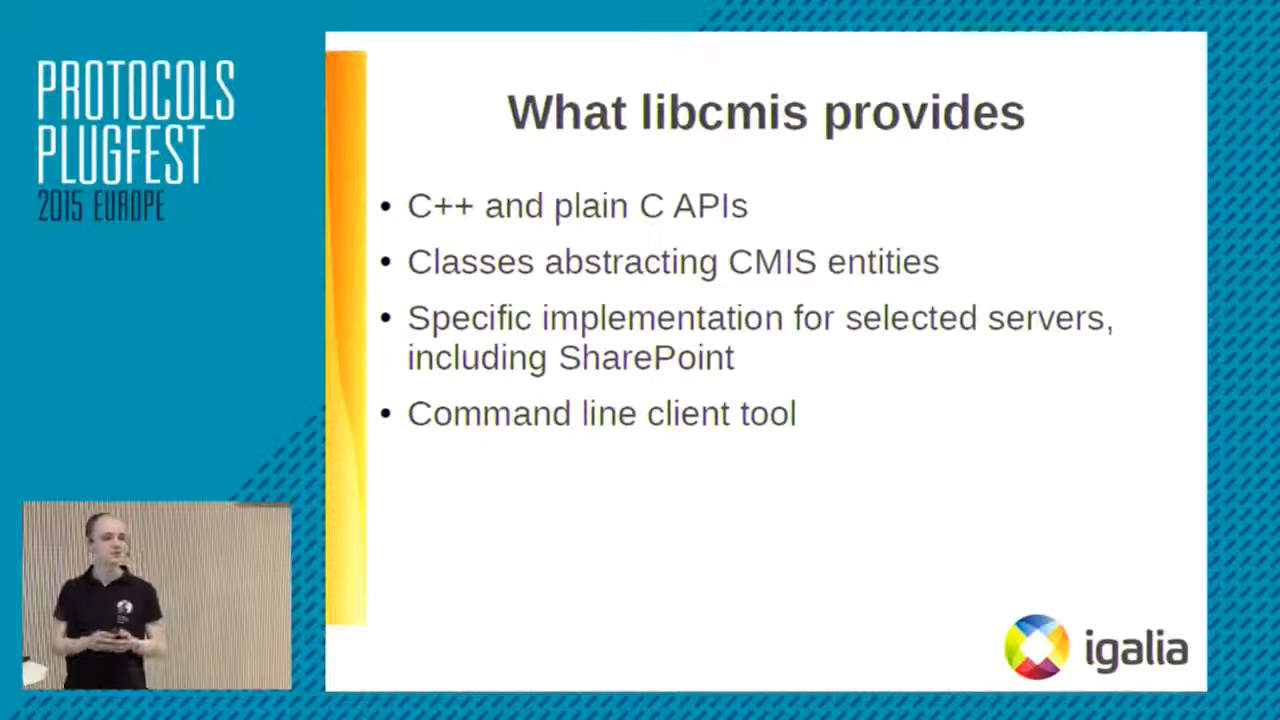 PROTOCOLS
PLUGFEST
2015 EUROPE
What libcmis provides
• C++ and plain C APIs
• Classes abstracting CMIS entities
• Specific implementation for selected servers,
including SharePoint
• Command line client tool
igalia